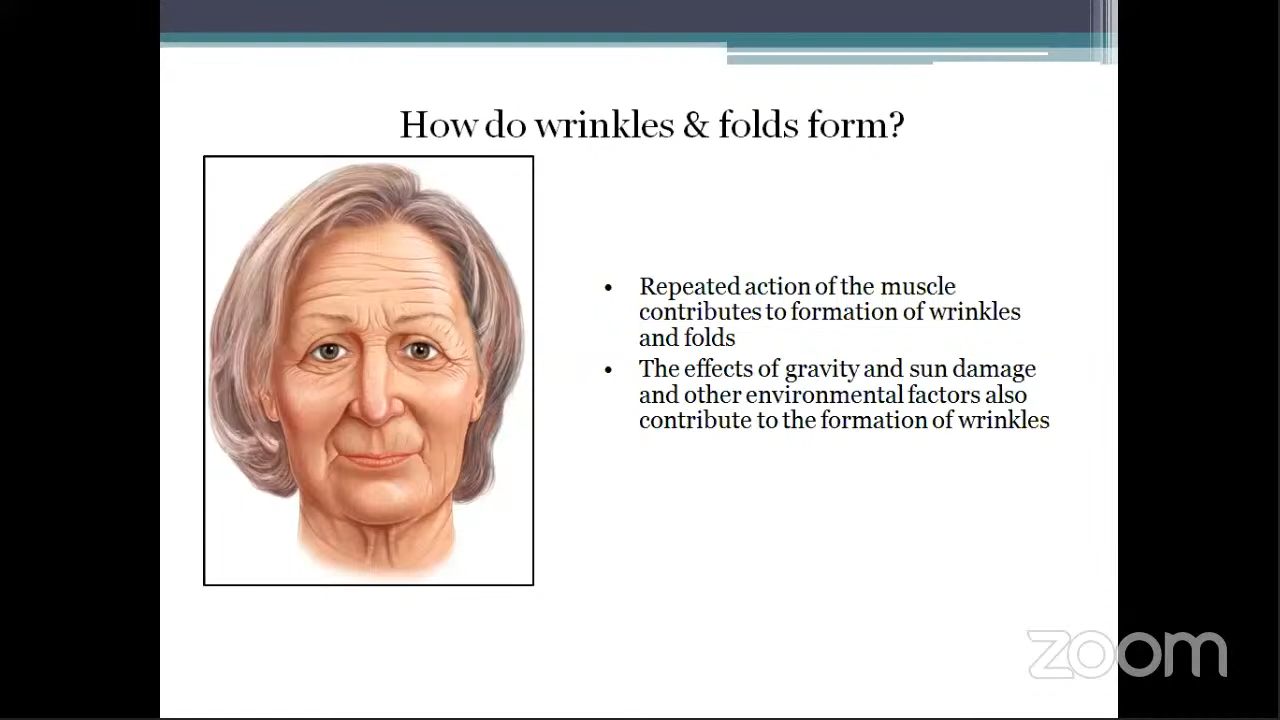 How do wrinkles & folds form?
• Repeated action of the muscle
contributes to formation of wrinkles
and folds
• The effects of gravity and sun damage
and other environmental factors also
contribute to the formation of wrinkles
zoom